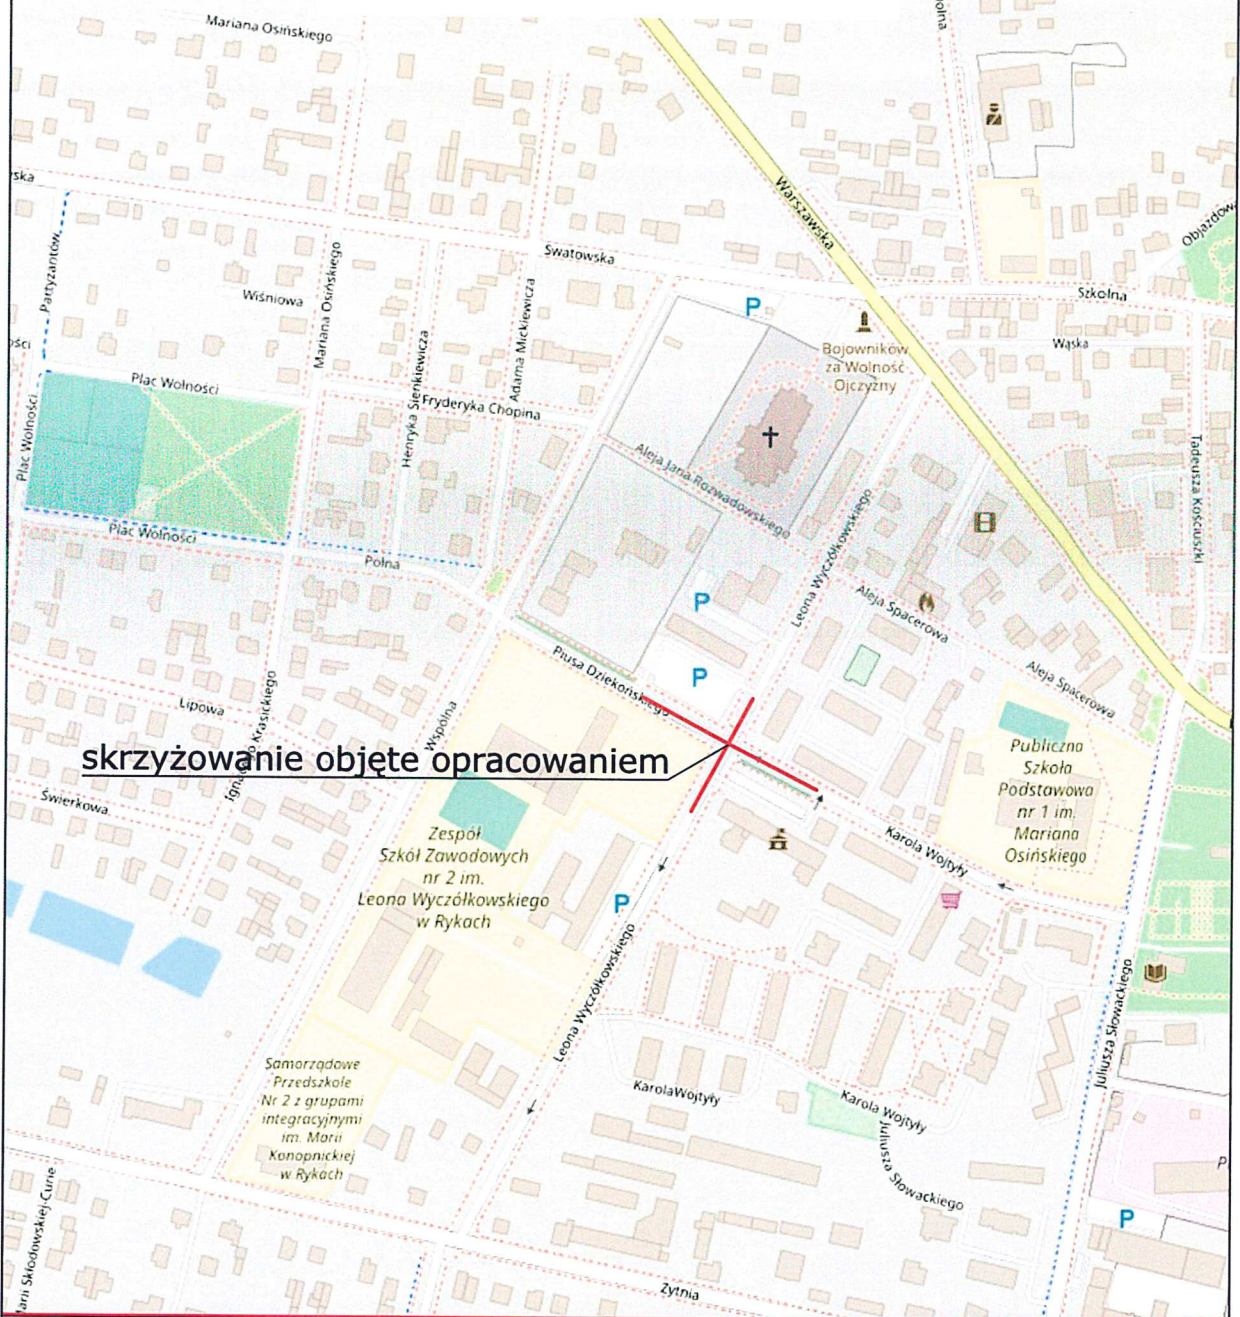 Mariana Osińskiego
Warszawska
Objazdow
ska
Partyzantów
Swatowska
Szkolna
Wiśniowa
Mariana Osińskiego
P
Wąska
Bojowników
za Wolność
Ojczyzny
Plac Wolności
Henryka Sienkiewicza
Adama Mickiewicza
Fryderyka Chopina
Plac Wolności
Aleja Jana Rozwadowskiego
Tadeusza Kościuszki
Leona Wyczółkowskiego
Plac Wolności
Polna
P
Aleja Spacerowa
Piusa Dziekońskiego
P
Aleja Spacerowa
Lipowa
Ignacego Krasickiego
Wspólna
skrzyżowanie objęte opracowaniem
Publiczna
Szkoła
Podstawowa
nr 1 im.
Mariana
Osińskiego
Świerkowa
Zespół
Szkół Zawodowych
nr 2 im.
Leona Wyczółkowskiego
w Rykach
Karola Wojtyły
P
Leona Wyczółkowskiego
Juliusza Słowackiego
Samorządowe
Przedszkole
Nr 2 z grupami
integracyjnymi
im. Marii
Konopnickiej
w Rykach
Karola Wojtyły
Karola Wojtyły
Juliusza Słowackiego
P
P
Marii Skłodowskiej-Curie
Żytnia